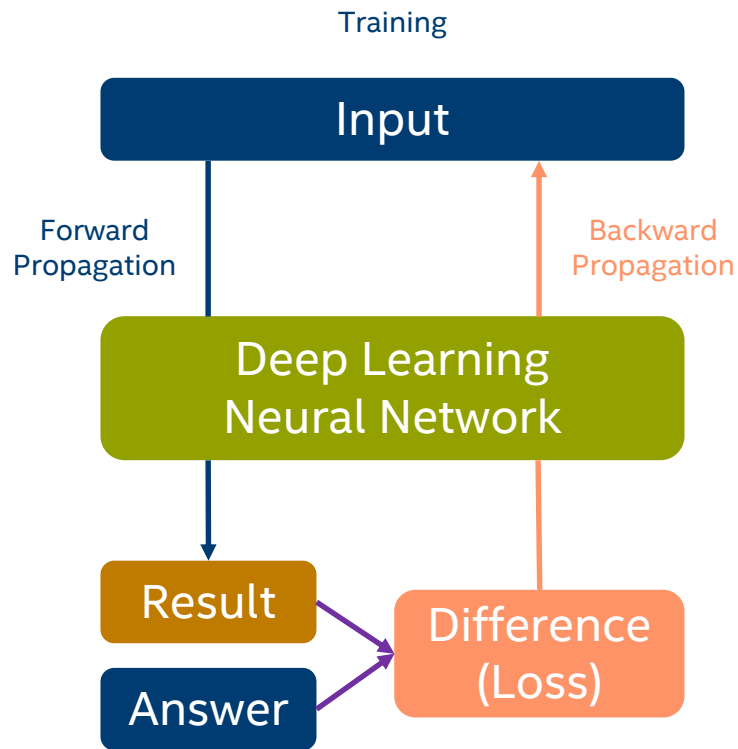 Training
Input
Forward
Propagation
Backward
Propagation
Deep Learning
Neural Network
Result
Answer
Difference
(Loss)